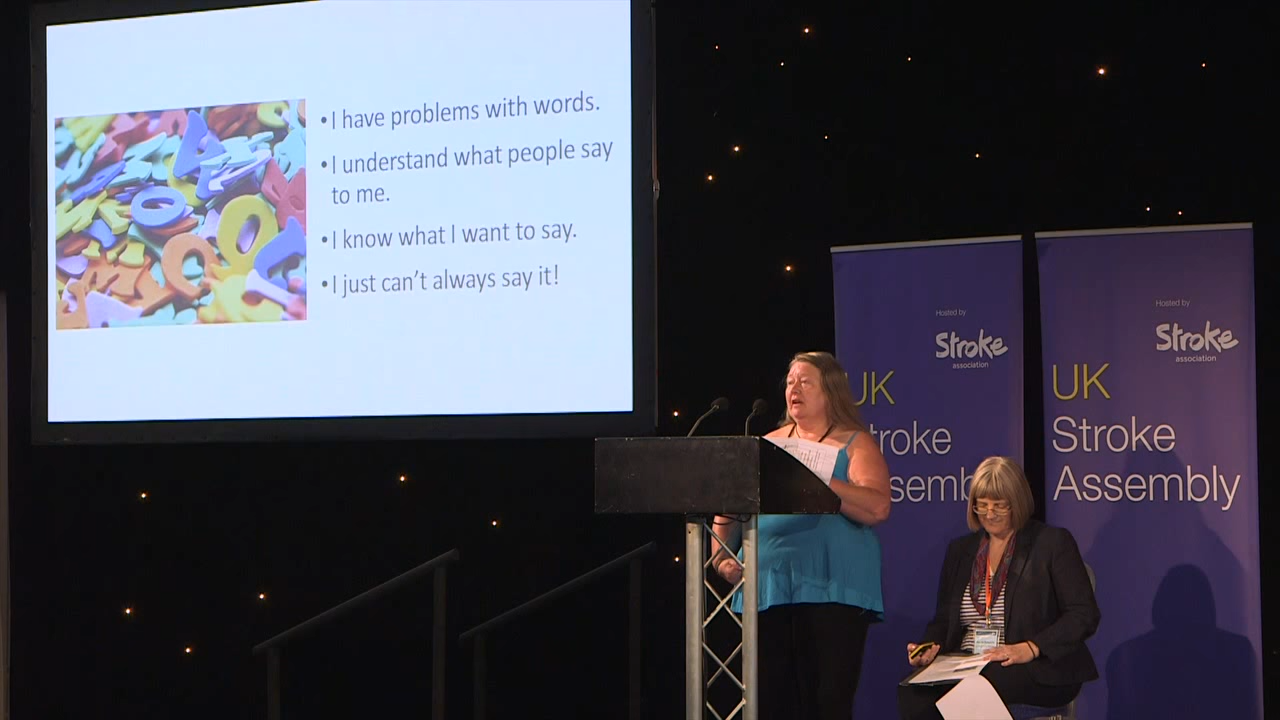 •I have problems with words.
•I understand what people say
to me.
•I know what I want to say.
•I just can't always say it!
Hosted by
Stroke
association
UK
troke
semb
Hosted by
Stroke
association
UK
Stroke
Assembly